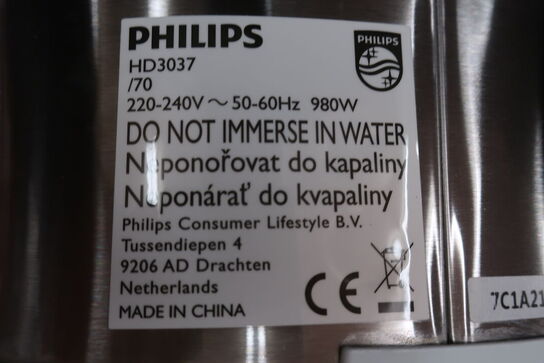 PHILIPS
PHILIPS
HD3037
/70
220-240V ~ 50-60Hz 980W
DO NOT IMMERSE IN WATER
Neponořovat do kapaliny
Neponárať do kvapaliny
Philips Consumer Lifestyle B.V.
Tussendiepen 4
9206 AD Drachten
Netherlands
MADE IN CHINA
CE
7C1A21